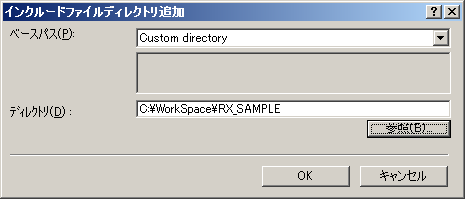 インクルードファイルディレクトリ追加
ベースパス(P):
Custom directory
ディレクトリ(D) :
C:¥WorkSpace¥RX_SAMPLE
参照(B)...
OK
キャンセル